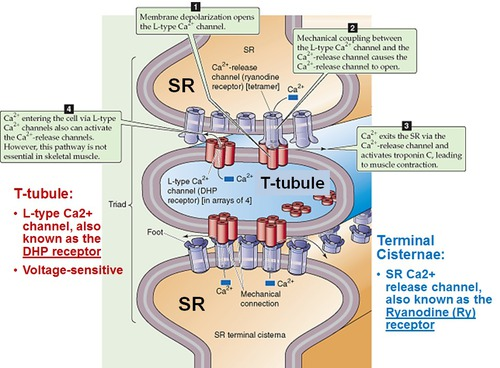 1
Membrane depolarization opens
the L-type Ca2+ channel.
2
Mechanical coupling between
the L-type Ca2+ channel and the
Ca2+-release channel causes the
Ca2+-release channel to open.
SR
Ca2+-release
channel (ryanodine
receptor) [tetramer]
SR
Ca2+
4
Ca2+ entering the cell via L-type
Ca2+ channels also can activate
the Ca2+-release channels.
However, this pathway is not
essential in skeletal muscle.
3
Ca2+ exits the SR via the
Ca2+-release channel and
activates troponin C, leading
to muscle contraction.
Ca2+
L-type Ca2+
channel (DHP
receptor) [in arrays of 4]
T-tubule
T-tubule:
• L-type Ca2+
channel, also
known as the
DHP receptor
• Voltage-sensitive
Triad
Foot
Terminal
Cisternae:
• SR Ca2+
release channel,
also known as the
Ryanodine (Ry)
receptor
Ca2+
Ca2+
SR
Mechanical
connection
SR terminal cisterna